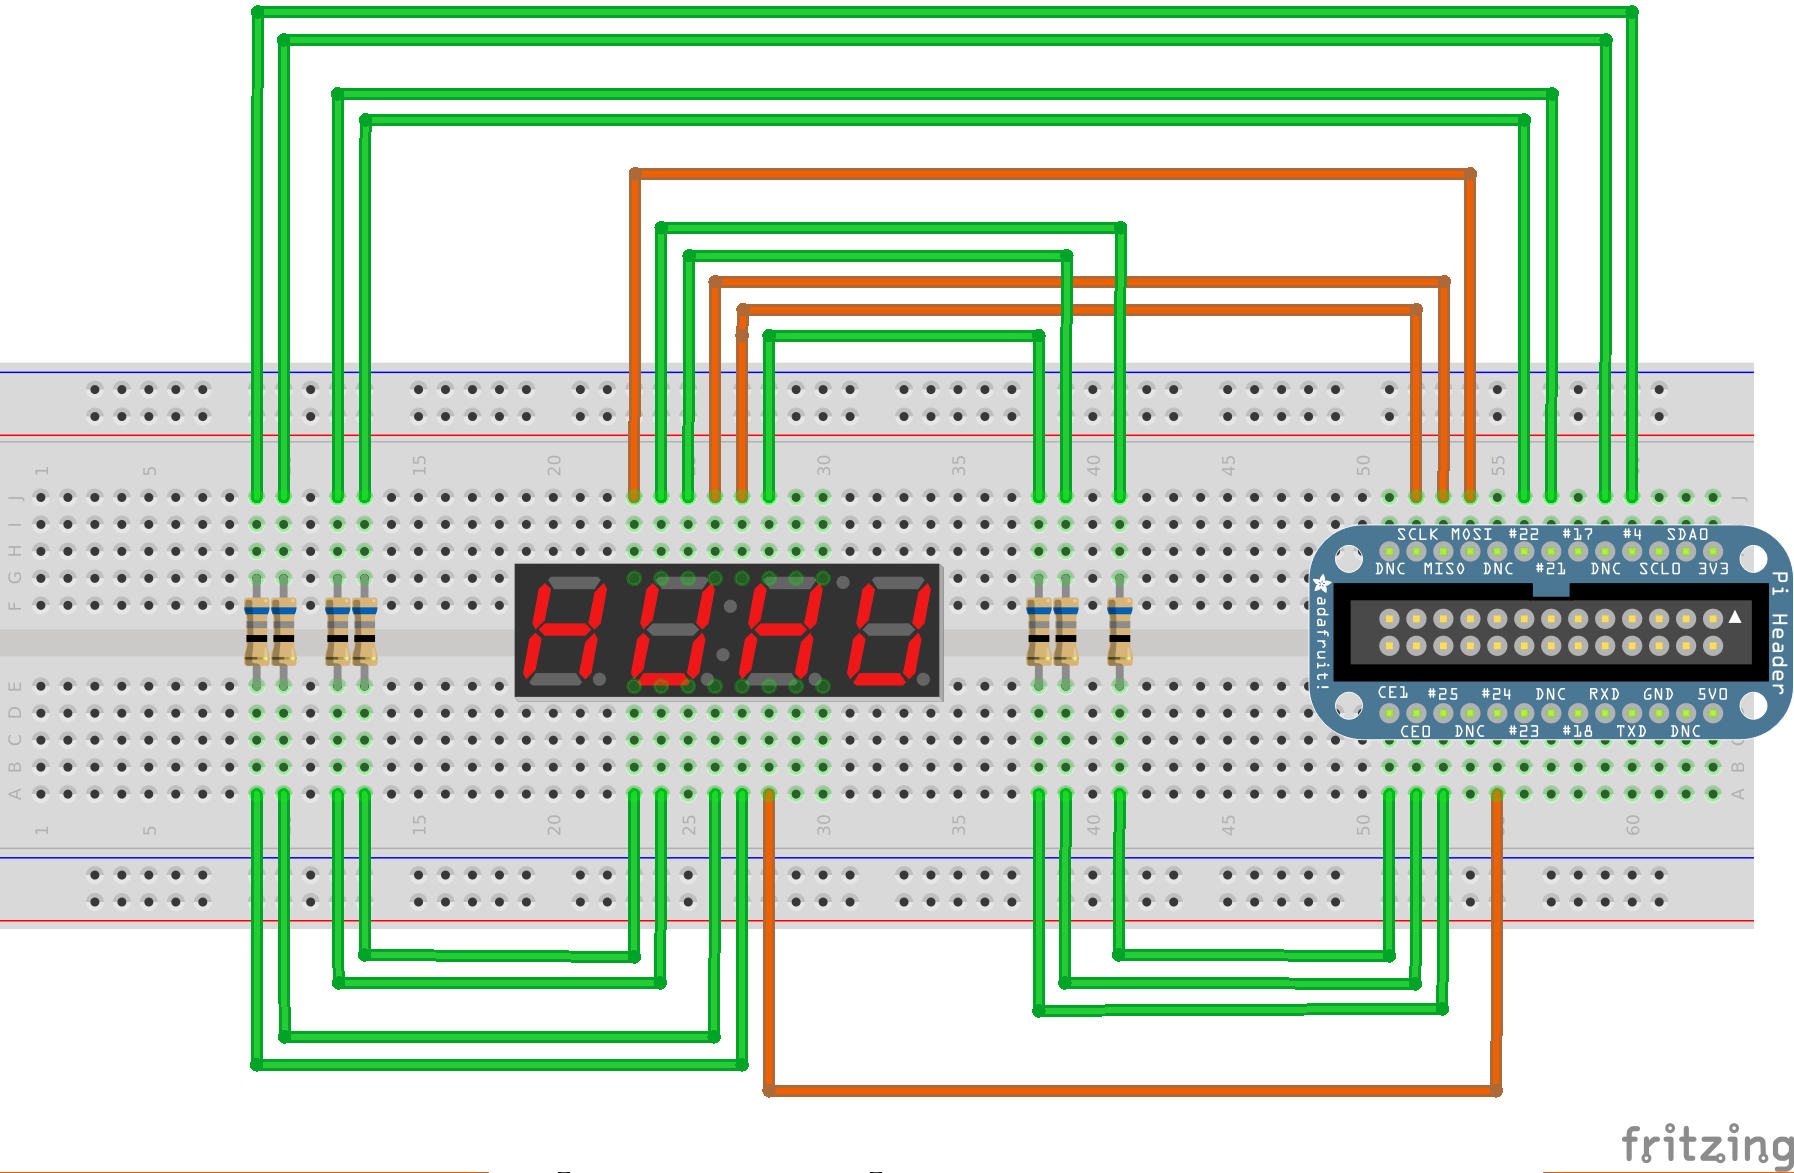 1 5 15 20 25 30 35 40 45 50 55
J J
I
H
G
F
SCLK MOSI #22 #17 #4 SDA0
DNC MISO DNC #21 DNC SCL0 3V3
adafruit!
Pi Header
CE1 #25 #24 DNC RXD GND 5V0
CE0 DNC #23 #18 TXD DNC
E
D
C
B B
A A
1 5 15 20 25 30 35 40 45 50 60
fritzing